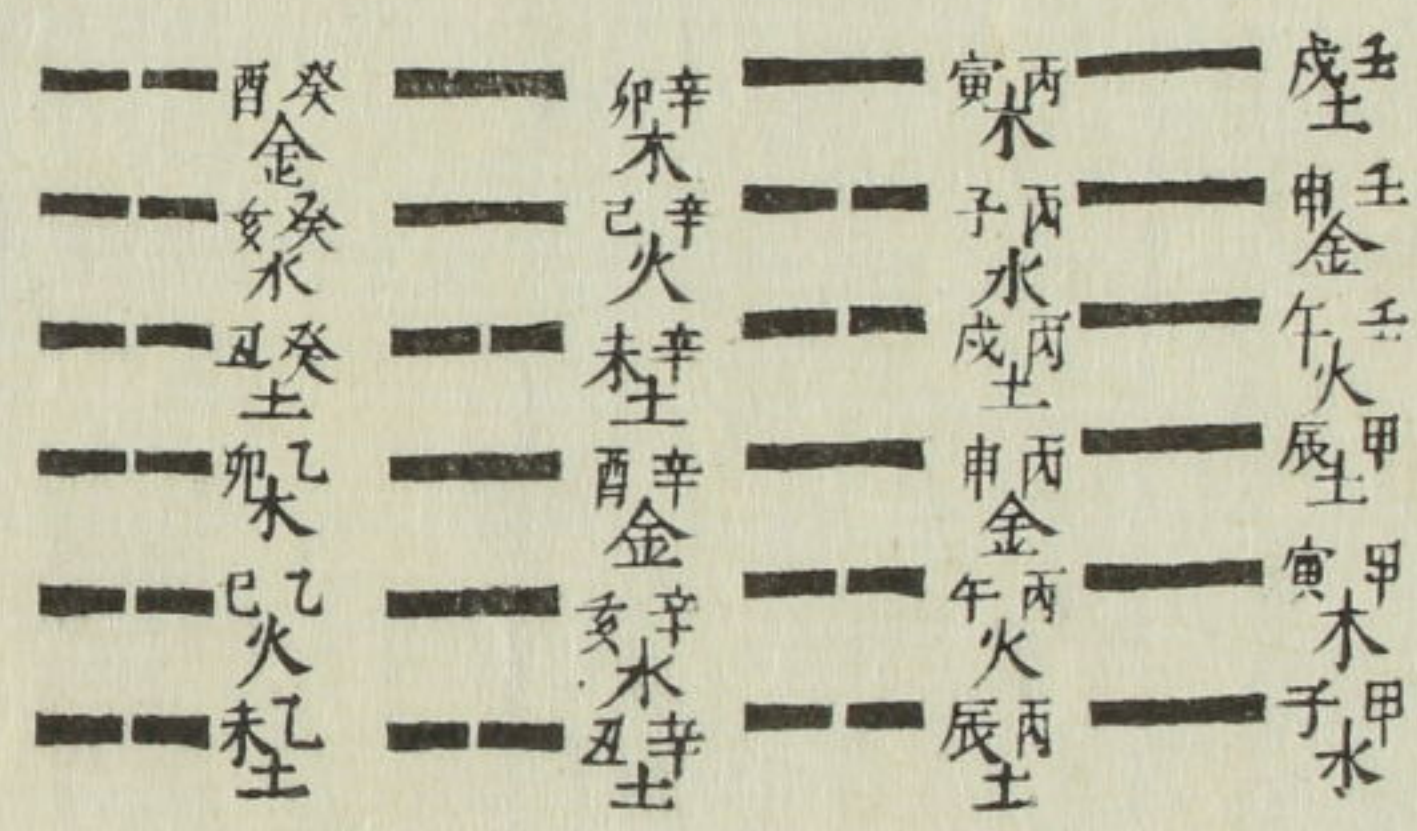 壬戌土
壬申金
壬午火
甲辰土
甲寅木
甲子水
丙寅木
丙子水
丙戌土
丙申金
丙午火
丙辰土
辛卯木
辛己火
辛未土
辛酉金
辛亥水
辛丑土
癸酉金
癸亥水
癸丑土
乙卯木
乙巳火
乙未土